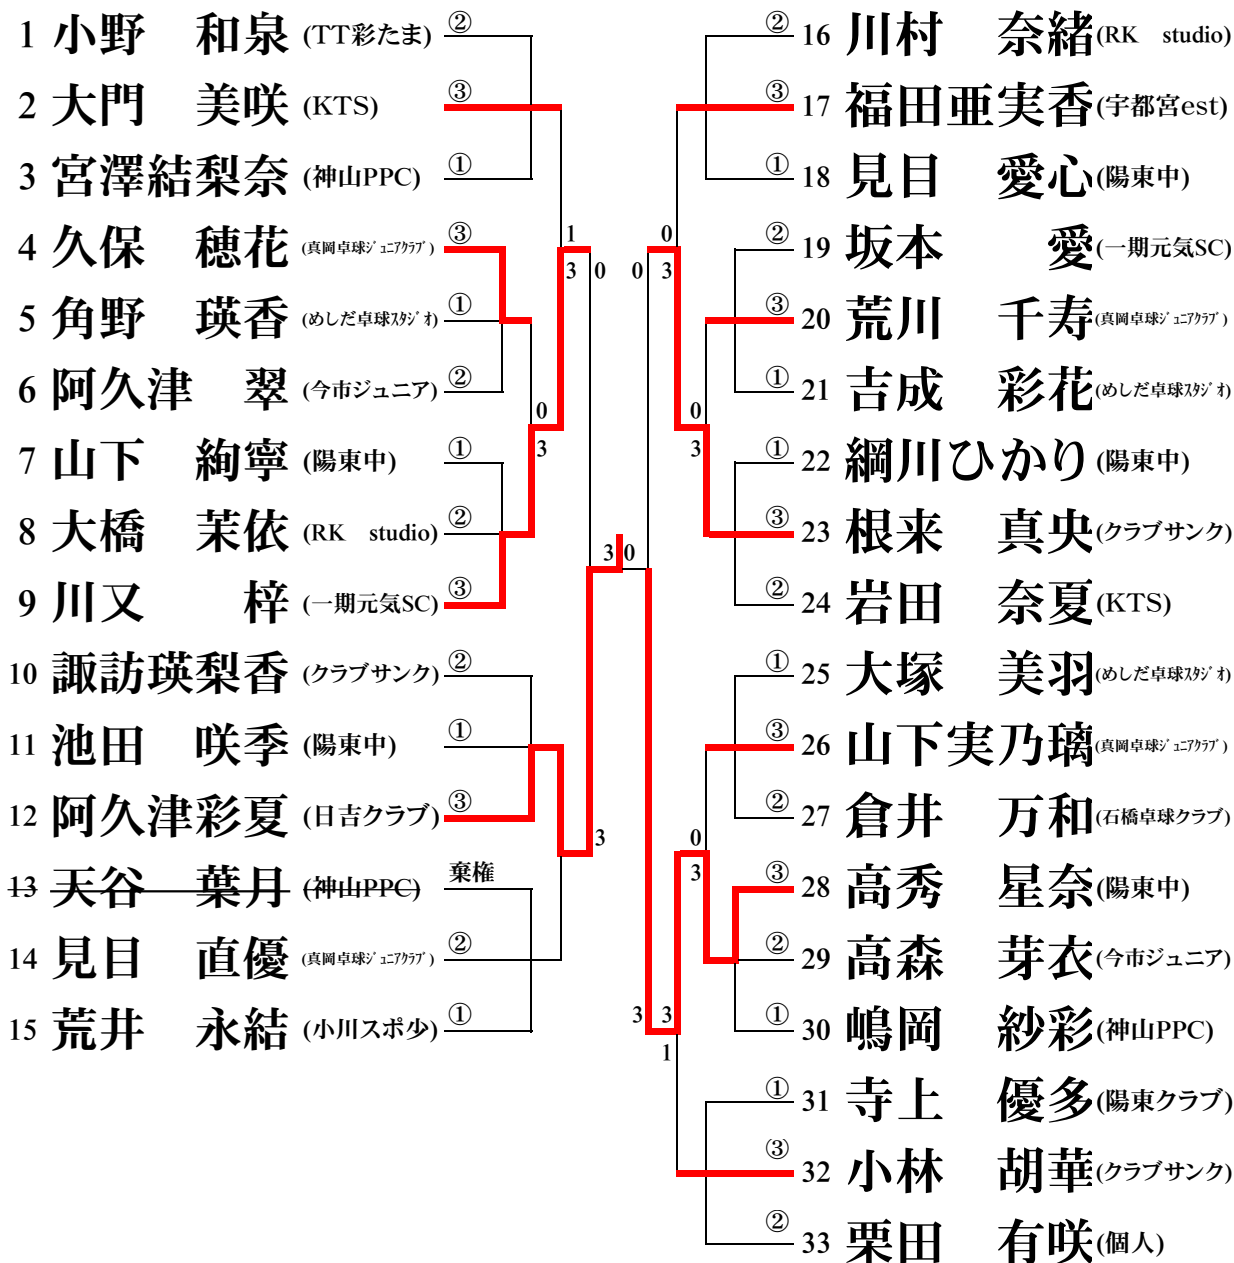 1 小野　和泉 (TT彩たま) ②
2 大門　美咲 (KTS) ③
3 宮澤結梨奈 (神山PPC) ①
4 久保　穂花 (真岡卓球ｼﾞｭﾆｱｸﾗﾌﾞ) ③
5 角野　瑛香 (めしだ卓球ｽﾀｼﾞｵ) ①
6 阿久津　翠 (今市ジュニア) ②
7 山下　絢寧 (陽東中) ①
8 大橋　茉依 (RK　studio) ②
9 川又　　梓 (一期元気SC) ③
10 諏訪瑛梨香 (クラブサンク) ②
11 池田　咲季 (陽東中) ①
12 阿久津彩夏 (日吉クラブ) ③
13 天谷　葉月 (神山PPC) 棄権
14 見目　直優 (真岡卓球ｼﾞｭﾆｱｸﾗﾌﾞ) ②
15 荒井　永結 (小川スポ少) ①
1
3 0
0
3
3
3 0
0
0 3
0
3
0
3
3 3
1
② 16 川村　奈緒 (RK　studio)
③ 17 福田亜実香 (宇都宮est)
① 18 見目　愛心 (陽東中)
② 19 坂本　　愛 (一期元気SC)
③ 20 荒川　千寿 (真岡卓球ｼﾞｭﾆｱｸﾗﾌﾞ)
① 21 吉成　彩花 (めしだ卓球ｽﾀｼﾞｵ)
① 22 綱川ひかり (陽東中)
③ 23 根来　真央 (クラブサンク)
② 24 岩田　奈夏 (KTS)
① 25 大塚　美羽 (めしだ卓球ｽﾀｼﾞｵ)
③ 26 山下実乃璃 (真岡卓球ｼﾞｭﾆｱｸﾗﾌﾞ)
② 27 倉井　万和 (石橋卓球クラブ)
③ 28 高秀　星奈 (陽東中)
② 29 高森　芽衣 (今市ジュニア)
① 30 嶋岡　紗彩 (神山PPC)
① 31 寺上　優多 (陽東クラブ)
③ 32 小林　胡華 (クラブサンク)
② 33 栗田　有咲 (個人)